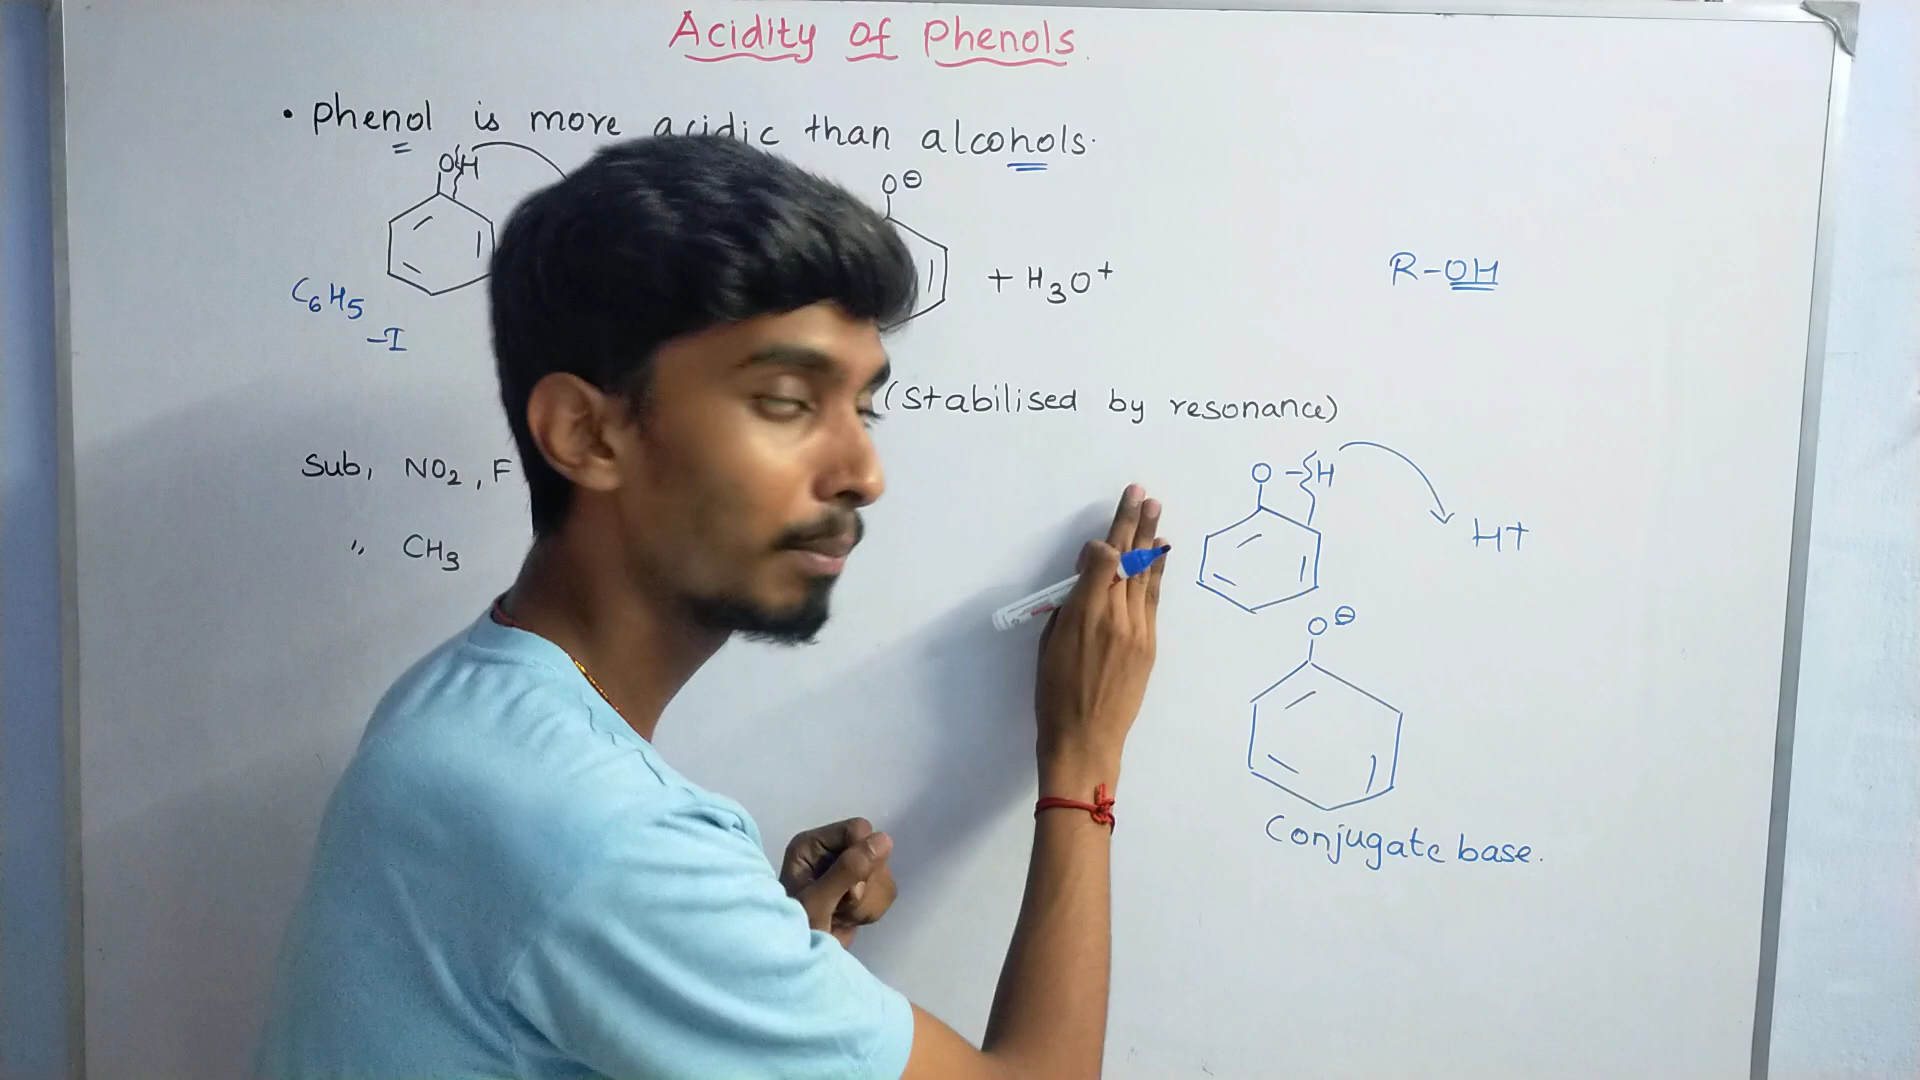 Acidity of Phenols.
• phenol is more acidic than alcohols.
OH
O⊖
C6H5
-I
+ H3O+
R-OH
(Stabilised by resonance)
Sub, NO2, F
O-H
H+
〃 CH3
O⊖
Conjugate base.